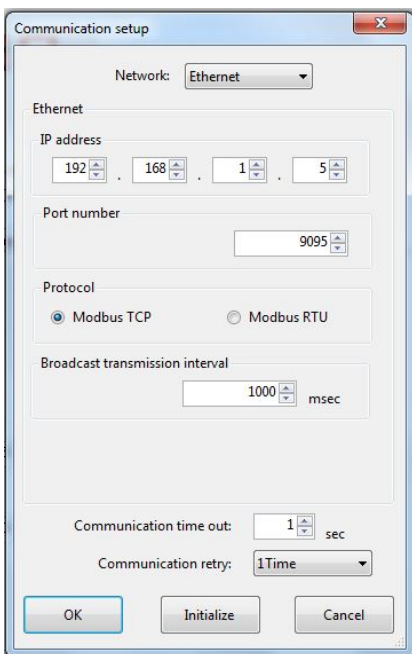 Communication setup
Network: Ethernet
Ethernet
IP address
192 . 168 . 1 . 5
Port number
9095
Protocol
Modbus TCP Modbus RTU
Broadcast transmission interval
1000 msec
Communication time out: 1 sec
Communication retry: 1Time
OK Initialize Cancel